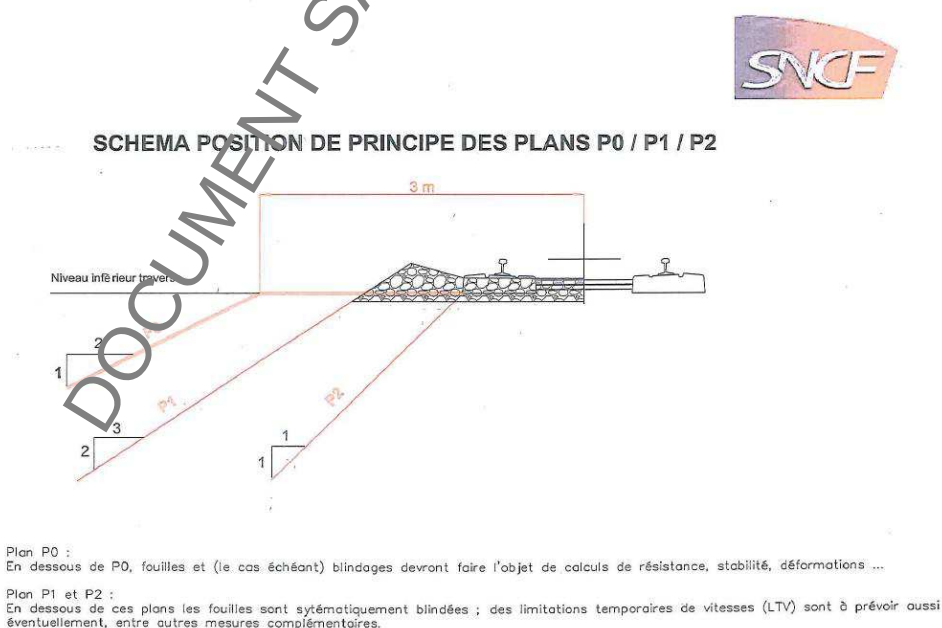 DOCUMENT SA
SNCF
SCHEMA POSITION DE PRINCIPE DES PLANS P0 / P1 / P2
3 m
Niveau inférieur travers
2
1
P1
3
2
P2
1
1
Plan P0 :
En dessous de P0, fouilles et (le cas échéant) blindages devront faire l'objet de calculs de résistance, stabilité, déformations ...
Plan P1 et P2 :
En dessous de ces plans les fouilles sont sytématiquement blindées ; des limitations temporaires de vitesses (LTV) sont à prévoir aussi
éventuellement, entre autres mesures complémentaires.